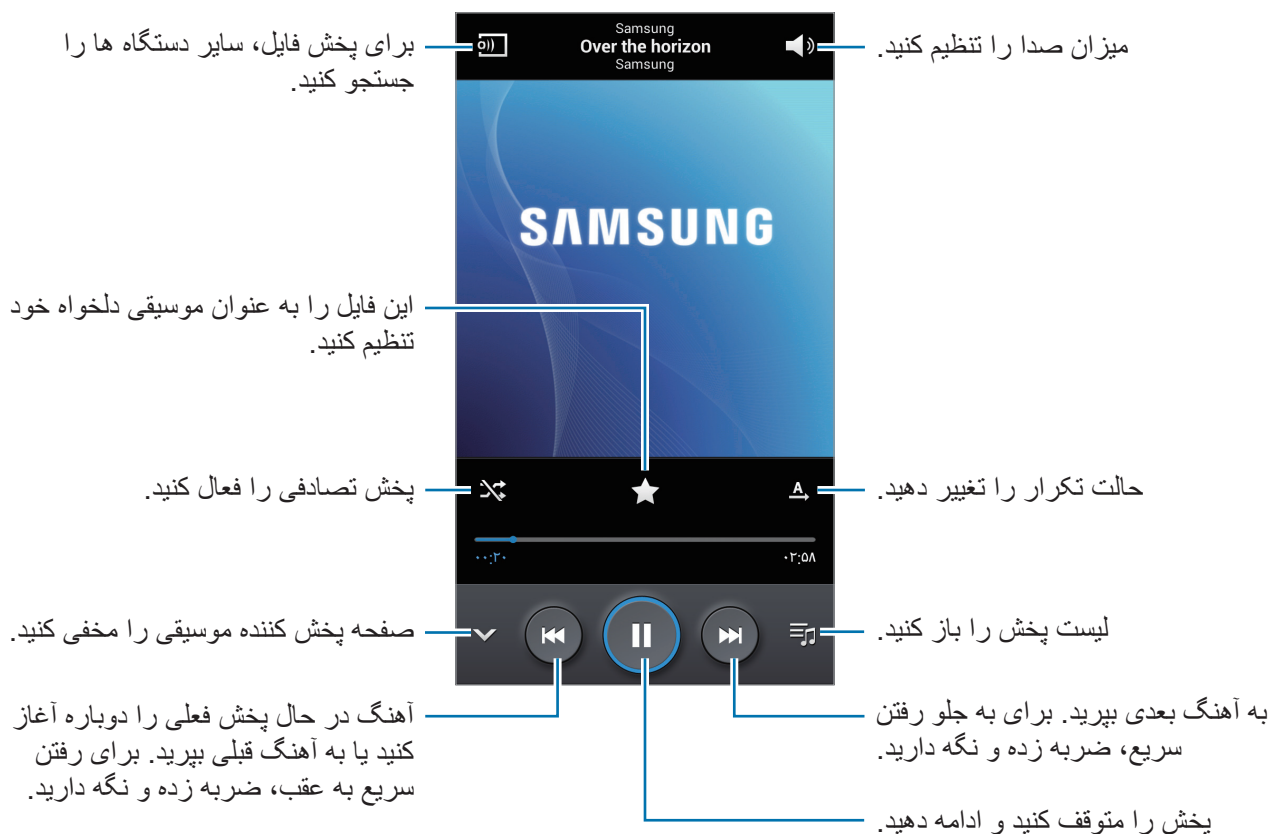 Samsung
Over the horizon
Samsung
میزان صدا را تنظیم کنید.
برای پخش فایل، سایر دستگاه ها را
جستجو کنید.
SAMSUNG
این فایل را به عنوان موسیقی دلخواه خود
تنظیم کنید.
حالت تکرار را تغییر دهید.
A
پخش تصادفی را فعال کنید.
۰۰:۲۰
۰۲:۵۸
لیست پخش را باز کنید.
صفحه پخش کننده موسیقی را مخفی کنید.
به آهنگ بعدی بپرید. برای به جلو رفتن
سریع، ضربه زده و نگه دارید.
آهنگ در حال پخش فعلی را دوباره آغاز
کنید یا به آهنگ قبلی بپرید. برای رفتن
سریع به عقب، ضربه زده و نگه دارید.
پخش را متوقف کنید و ادامه دهید.